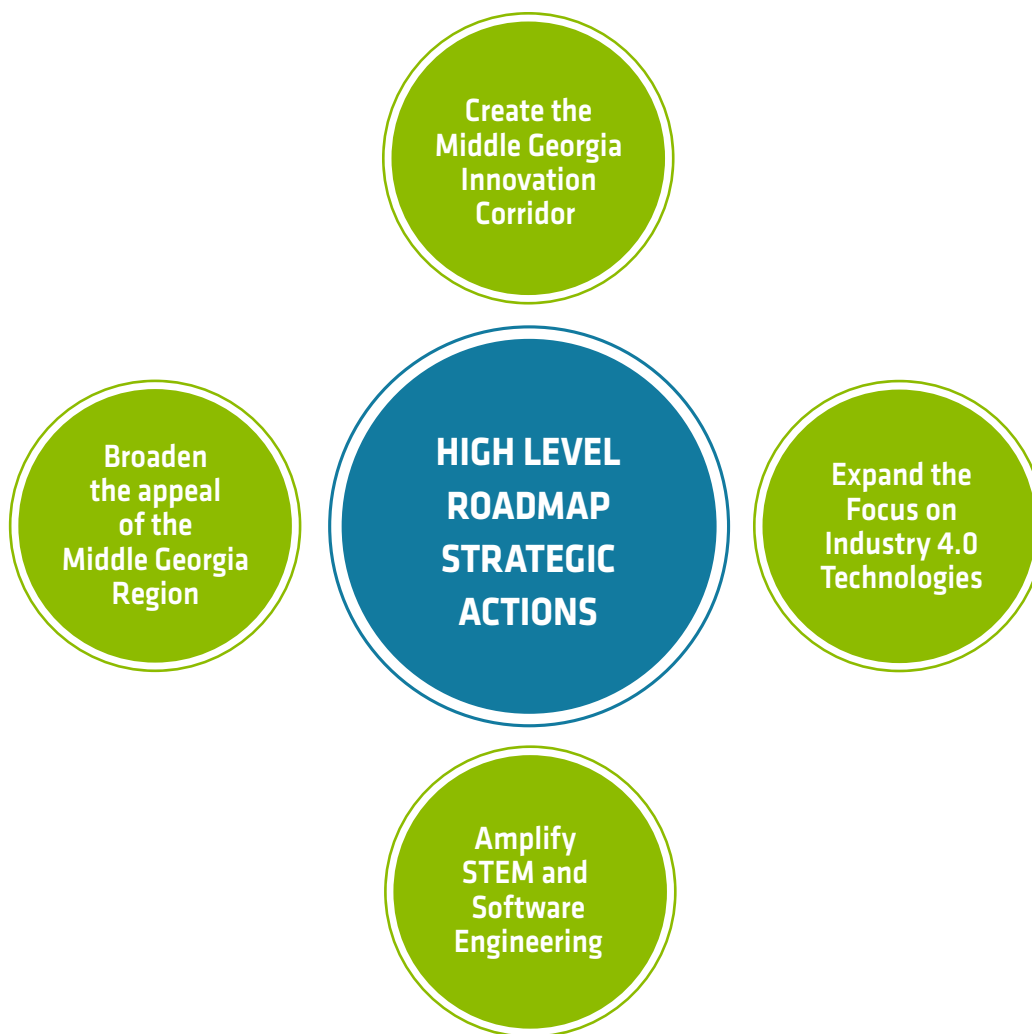 Create the
Middle Georgia
Innovation
Corridor
Broaden
the appeal
of the
Middle Georgia
Region
HIGH LEVEL
ROADMAP
STRATEGIC
ACTIONS
Expand the
Focus on
Industry 4.0
Technologies
Amplify
STEM and
Software
Engineering